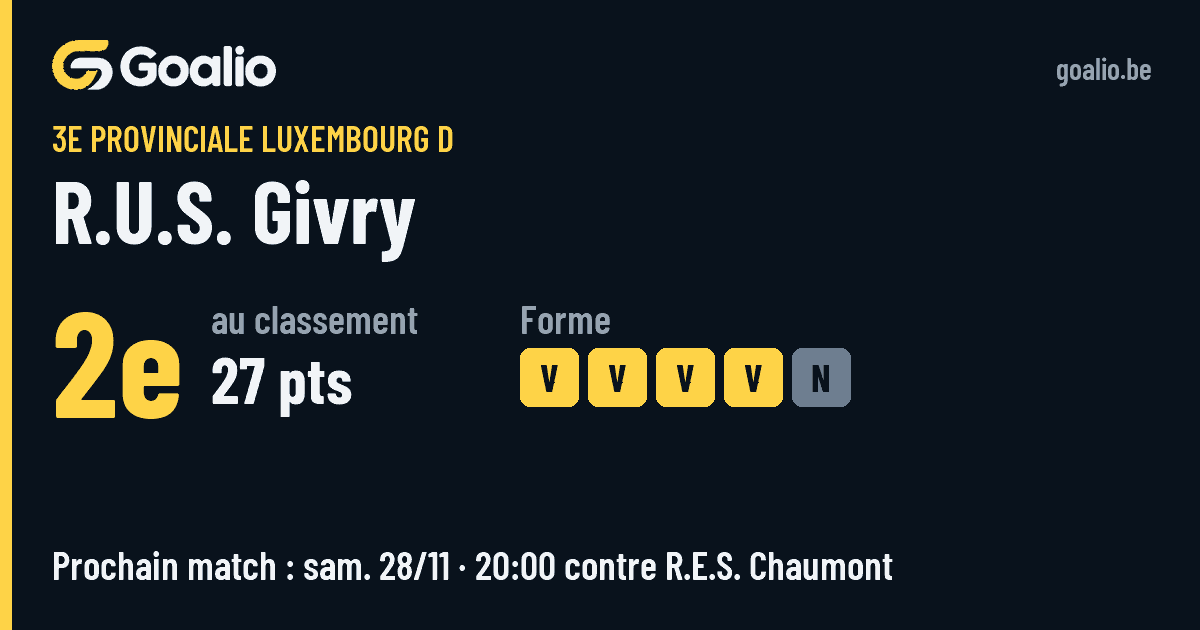 Goalio
goalio.be
3E PROVINCIALE LUXEMBOURG D
R.U.S. Givry
2e
au classement
27 pts
Forme
V V V V N
Prochain match : sam. 28/11 · 20:00 contre R.E.S. Chaumont